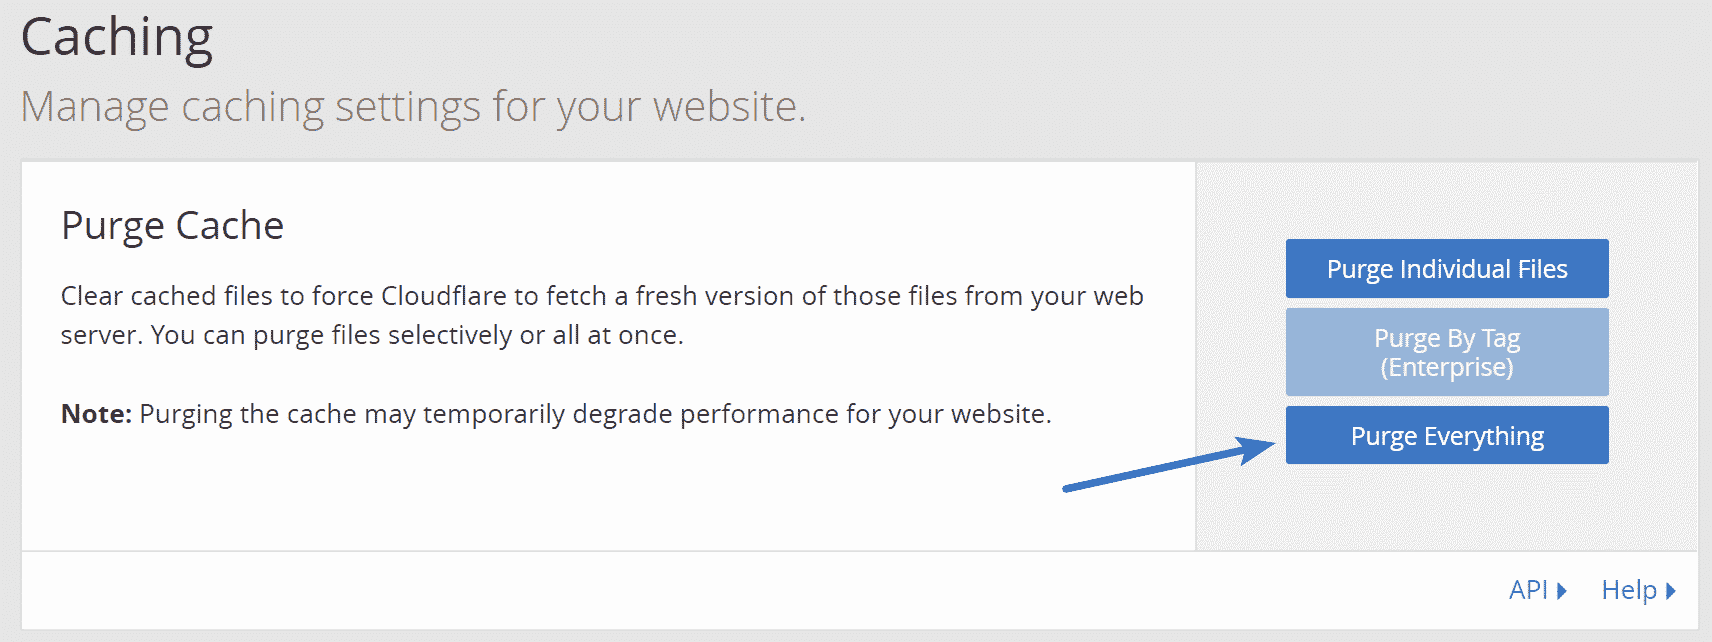 Caching
Manage caching settings for your website.
Purge Cache
Clear cached files to force Cloudflare to fetch a fresh version of those files from your web
server. You can purge files selectively or all at once.
Note: Purging the cache may temporarily degrade performance for your website.
Purge Individual Files
Purge By Tag
(Enterprise)
Purge Everything
API
Help